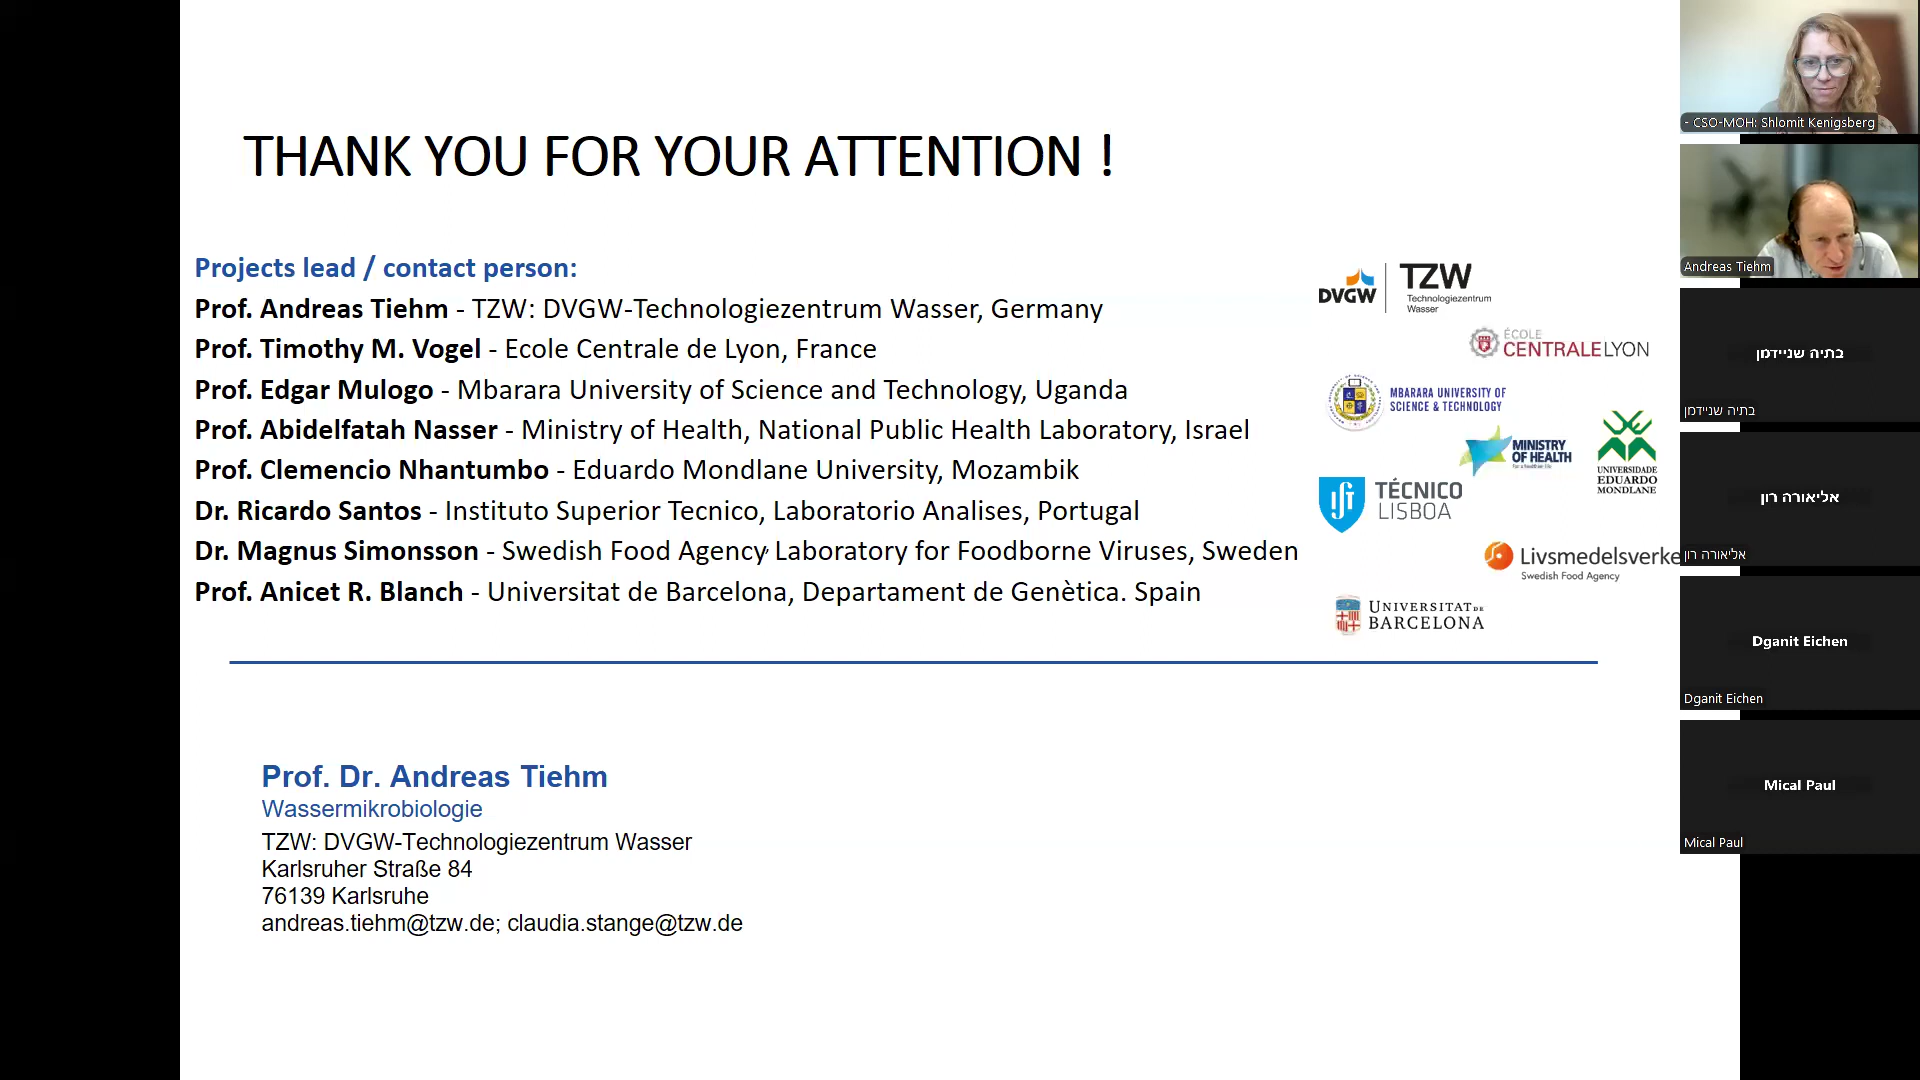 THANK YOU FOR YOUR ATTENTION !
Projects lead / contact person:
Prof. Andreas Tiehm - TZW: DVGW-Technologiezentrum Wasser, Germany
Prof. Timothy M. Vogel - Ecole Centrale de Lyon, France
Prof. Edgar Mulogo - Mbarara University of Science and Technology, Uganda
Prof. Abidelfatah Nasser - Ministry of Health, National Public Health Laboratory, Israel
Prof. Clemencio Nhantumbo - Eduardo Mondlane University, Mozambik
Dr. Ricardo Santos - Instituto Superior Tecnico, Laboratorio Analises, Portugal
Dr. Magnus Simonsson - Swedish Food Agency, Laboratory for Foodborne Viruses, Sweden
Prof. Anicet R. Blanch - Universitat de Barcelona, Departament de Genètica. Spain
DVGW
TZW
Technologiezentrum
Wasser
ÉCOLE
CENTRALELYON
MBARARA UNIVERSITY OF
SCIENCE & TECHNOLOGY
MINISTRY
OF HEALTH
For a healthier life
UNIVERSIDADE
EDUARDO
MONDLANE
TÉCNICO
LISBOA
Livsmedelsverke
Swedish Food Agency
UNIVERSITAT DE
BARCELONA
Prof. Dr. Andreas Tiehm
Wassermikrobiologie
TZW: DVGW-Technologiezentrum Wasser
Karlsruher Straße 84
76139 Karlsruhe
andreas.tiehm@tzw.de; claudia.stange@tzw.de
- CSO-MOH: Shlomit Kenigsberg
Andreas Tiehm
בתיה שניידמן
בתיה שניידמן
אליאורה רון
אליאורה רון
Dganit Eichen
Dganit Eichen
Mical Paul
Mical Paul